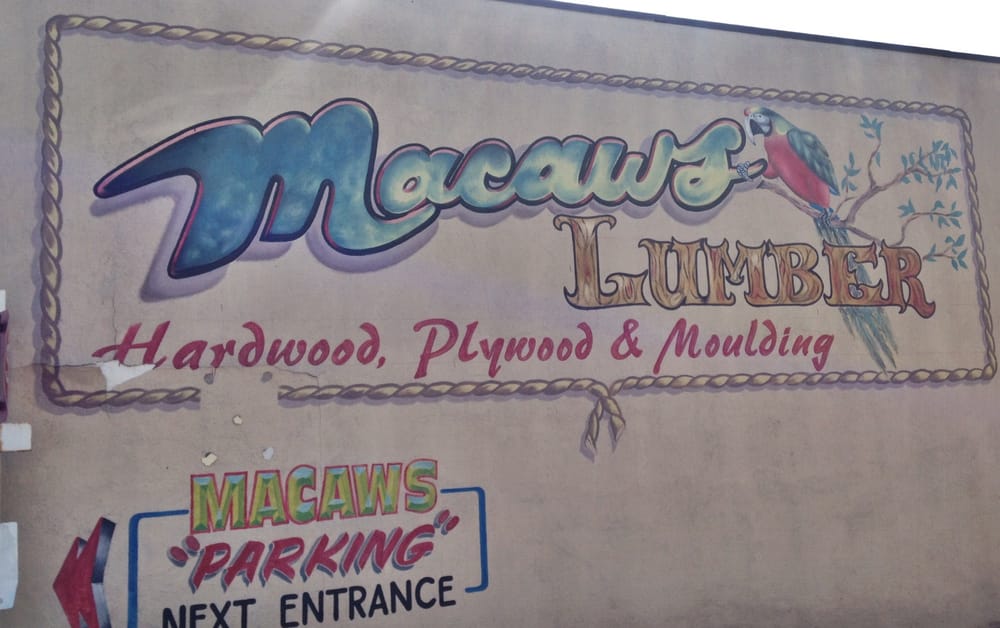 Macaws
LUMBER
Hardwood, Plywood & Moulding
MACAWS
"PARKING"
NEXT ENTRANCE